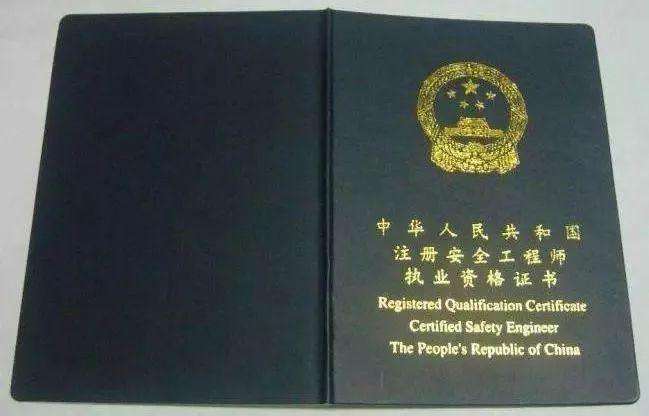 中华人民共和国
注册安全工程师
执业资格证书
Registered Qualification Certificate
Certified Safety Engineer
The People's Republic of China